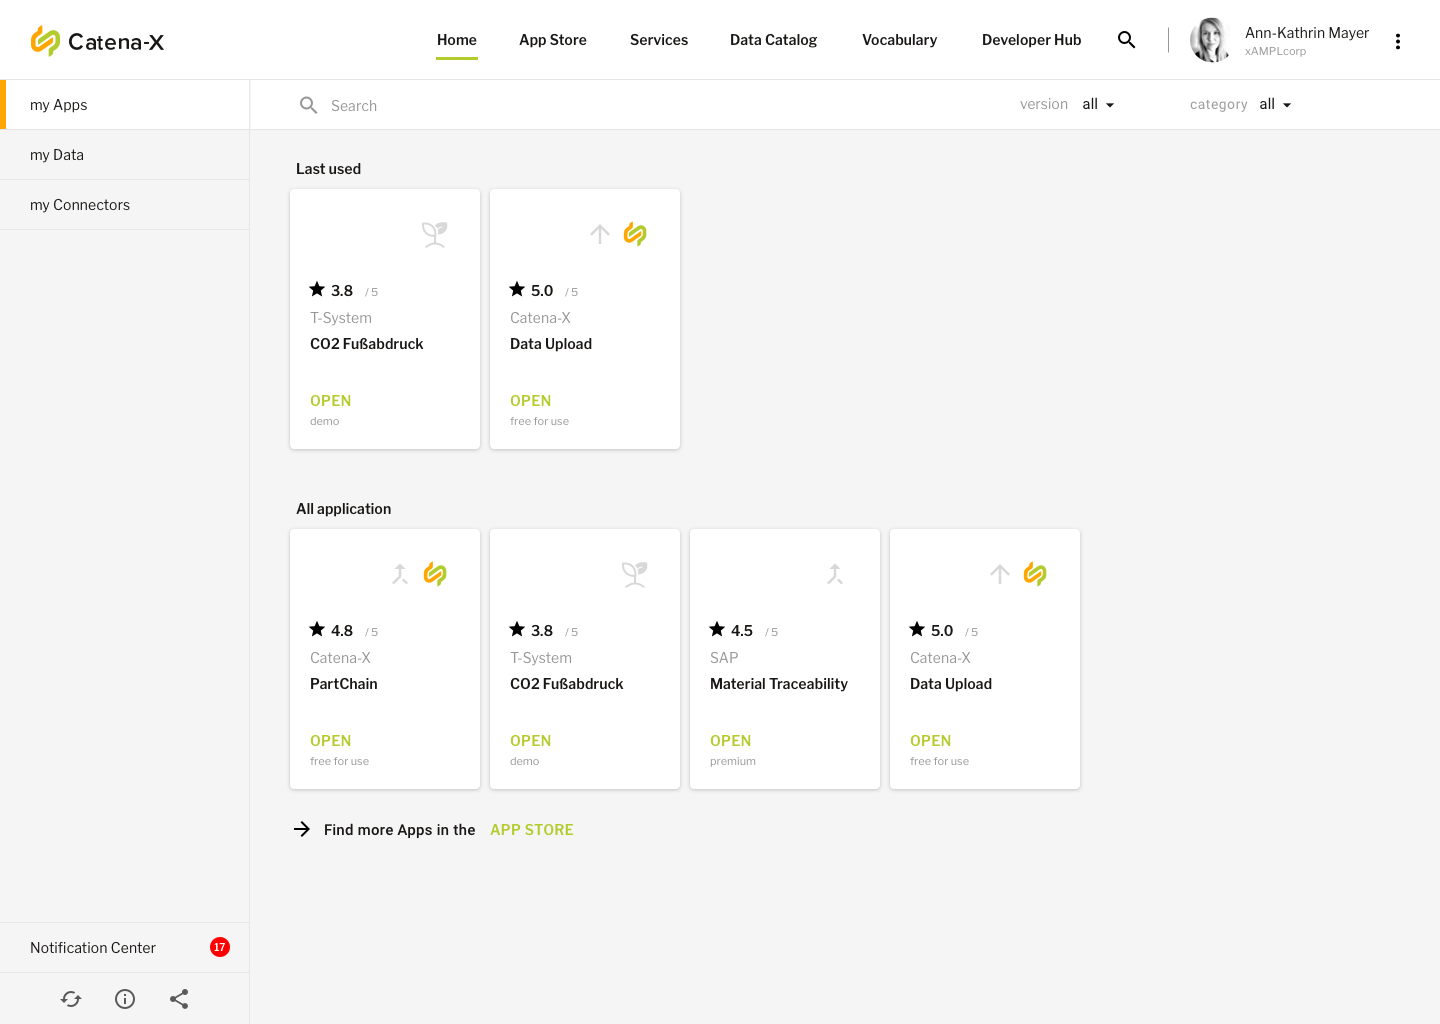 Catena-X
Home
App Store
Services
Data Catalog
Vocabulary
Developer Hub
Ann-Kathrin Mayer
xAMPLcorp
my Apps
my Data
my Connectors
Search
version all
category all
Last used
3.8 / 5
T-System
CO2 Fußabdruck
OPEN
demo
5.0 / 5
Catena-X
Data Upload
OPEN
free for use
All application
4.8 / 5
Catena-X
PartChain
OPEN
free for use
3.8 / 5
T-System
CO2 Fußabdruck
OPEN
demo
4.5 / 5
SAP
Material Traceability
OPEN
premium
5.0 / 5
Catena-X
Data Upload
OPEN
free for use
Find more Apps in the APP STORE
Notification Center 17